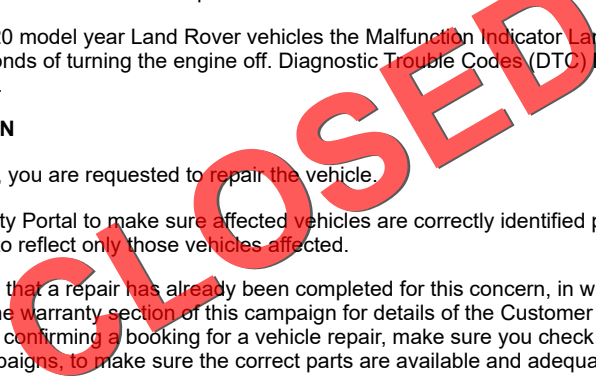 20 model year Land Rover vehicles the Malfunction Indicator La
onds of turning the engine off. Diagnostic Trouble Codes (DTC)
.
N
, you are requested to repair the vehicle.
ty Portal to make sure affected vehicles are correctly identified p
to reflect only those vehicles affected.
that a repair has already been completed for this concern, in w
he warranty section of this campaign for details of the Customer
confirming a booking for a vehicle repair, make sure you check
paigns, to make sure the correct parts are available and adequa
CLOSED